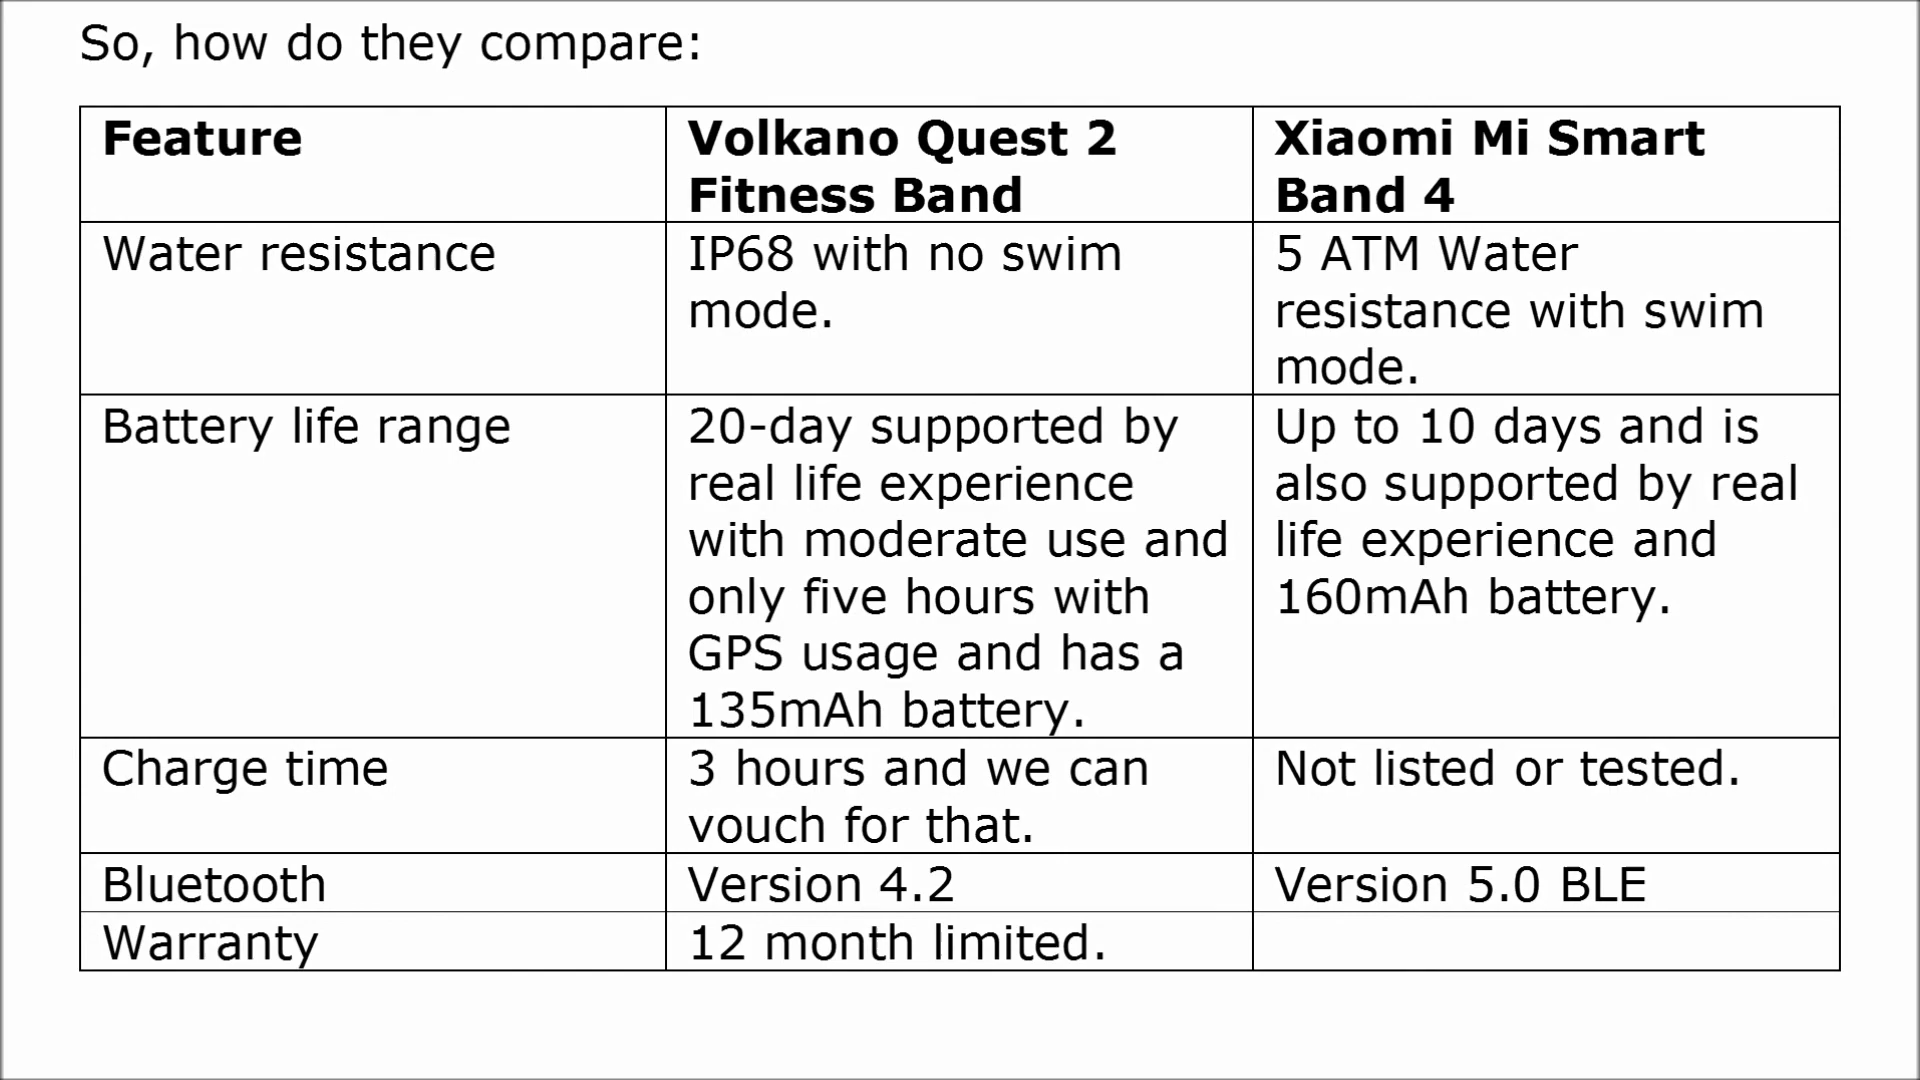 So, how do they compare:
Feature
Volkano Quest 2
Fitness Band
Xiaomi Mi Smart
Band 4
Water resistance
IP68 with no swim
mode.
5 ATM Water
resistance with swim
mode.
Battery life range
20-day supported by
real life experience
with moderate use and
only five hours with
GPS usage and has a
135mAh battery.
Up to 10 days and is
also supported by real
life experience and
160mAh battery.
Charge time
3 hours and we can
vouch for that.
Not listed or tested.
Bluetooth
Version 4.2
Version 5.0 BLE
Warranty
12 month limited.